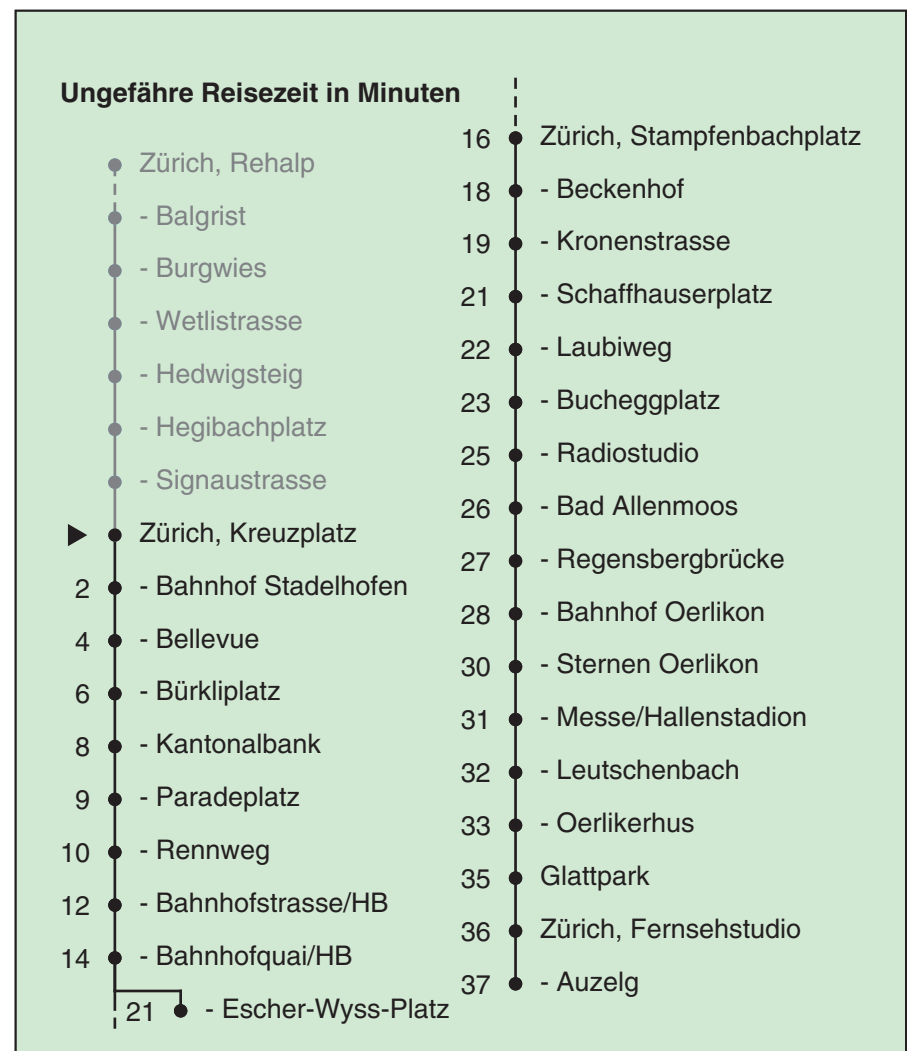 Ungefähre Reisezeit in Minuten
Zürich, Rehalp
- Balgrist
- Burgwies
- Wetlistrasse
- Hedwigsteig
- Hegibachplatz
- Signaustrasse
Zürich, Kreuzplatz
2 - Bahnhof Stadelhofen
4 - Bellevue
6 - Bürkliplatz
8 - Kantonalbank
9 - Paradeplatz
10 - Rennweg
12 - Bahnhofstrasse/HB
14 - Bahnhofquai/HB
21 - Escher-Wyss-Platz
16 Zürich, Stampfenbachplatz
18 - Beckenhof
19 - Kronenstrasse
21 - Schaffhauserplatz
22 - Laubiweg
23 - Bucheggplatz
25 - Radiostudio
26 - Bad Allenmoos
27 - Regensbergbrücke
28 - Bahnhof Oerlikon
30 - Sternen Oerlikon
31 - Messe/Hallenstadion
32 - Leutschenbach
33 - Oerlikerhus
35 Glattpark
36 Zürich, Fernsehstudio
37 - Auzelg